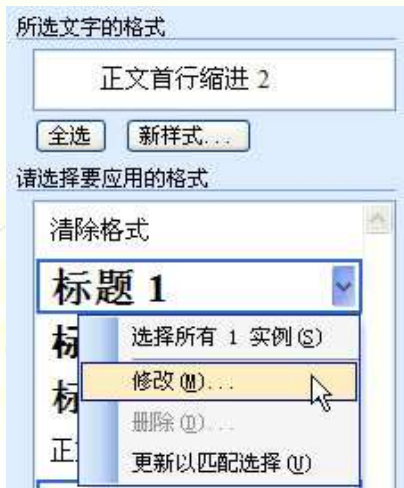 所选文字的格式
正文首行缩进 2
全选 新样式...
请选择要应用的格式
清除格式
标题 1
选择所有 1 实例(S)
修改(M)...
删除(D)...
更新以匹配选择(U)